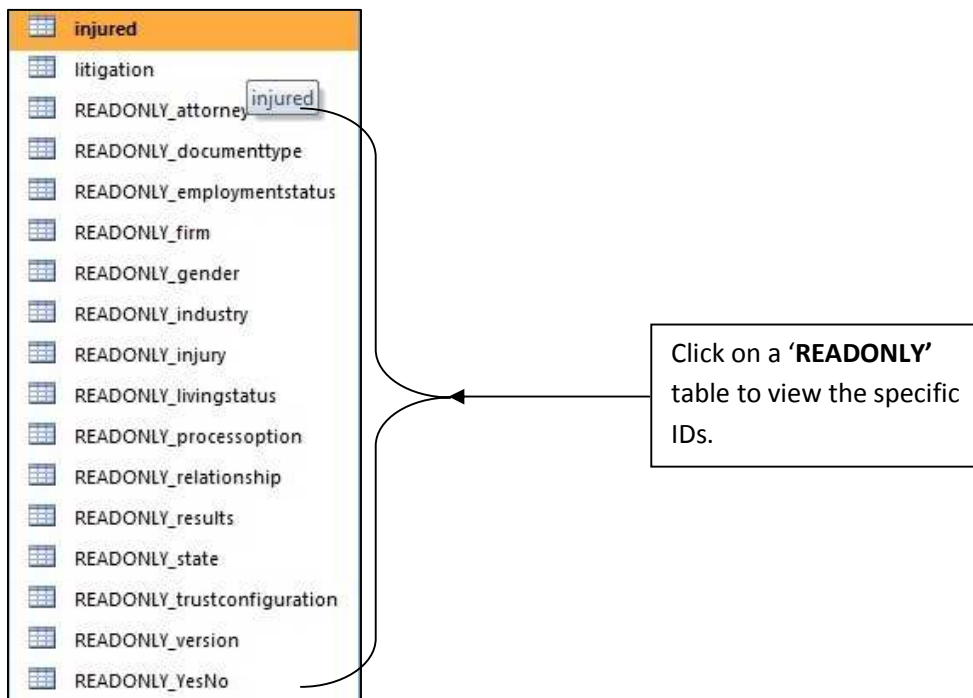 injured
litigation
READONLY_attorney
injured
READONLY_documenttype
READONLY_employmentstatus
READONLY_firm
READONLY_gender
READONLY_industry
READONLY_injury
READONLY_livingstatus
READONLY_processoption
READONLY_relationship
READONLY_results
READONLY_state
READONLY_trustconfiguration
READONLY_version
READONLY_YesNo
Click on a ‘READONLY’
table to view the specific
IDs.